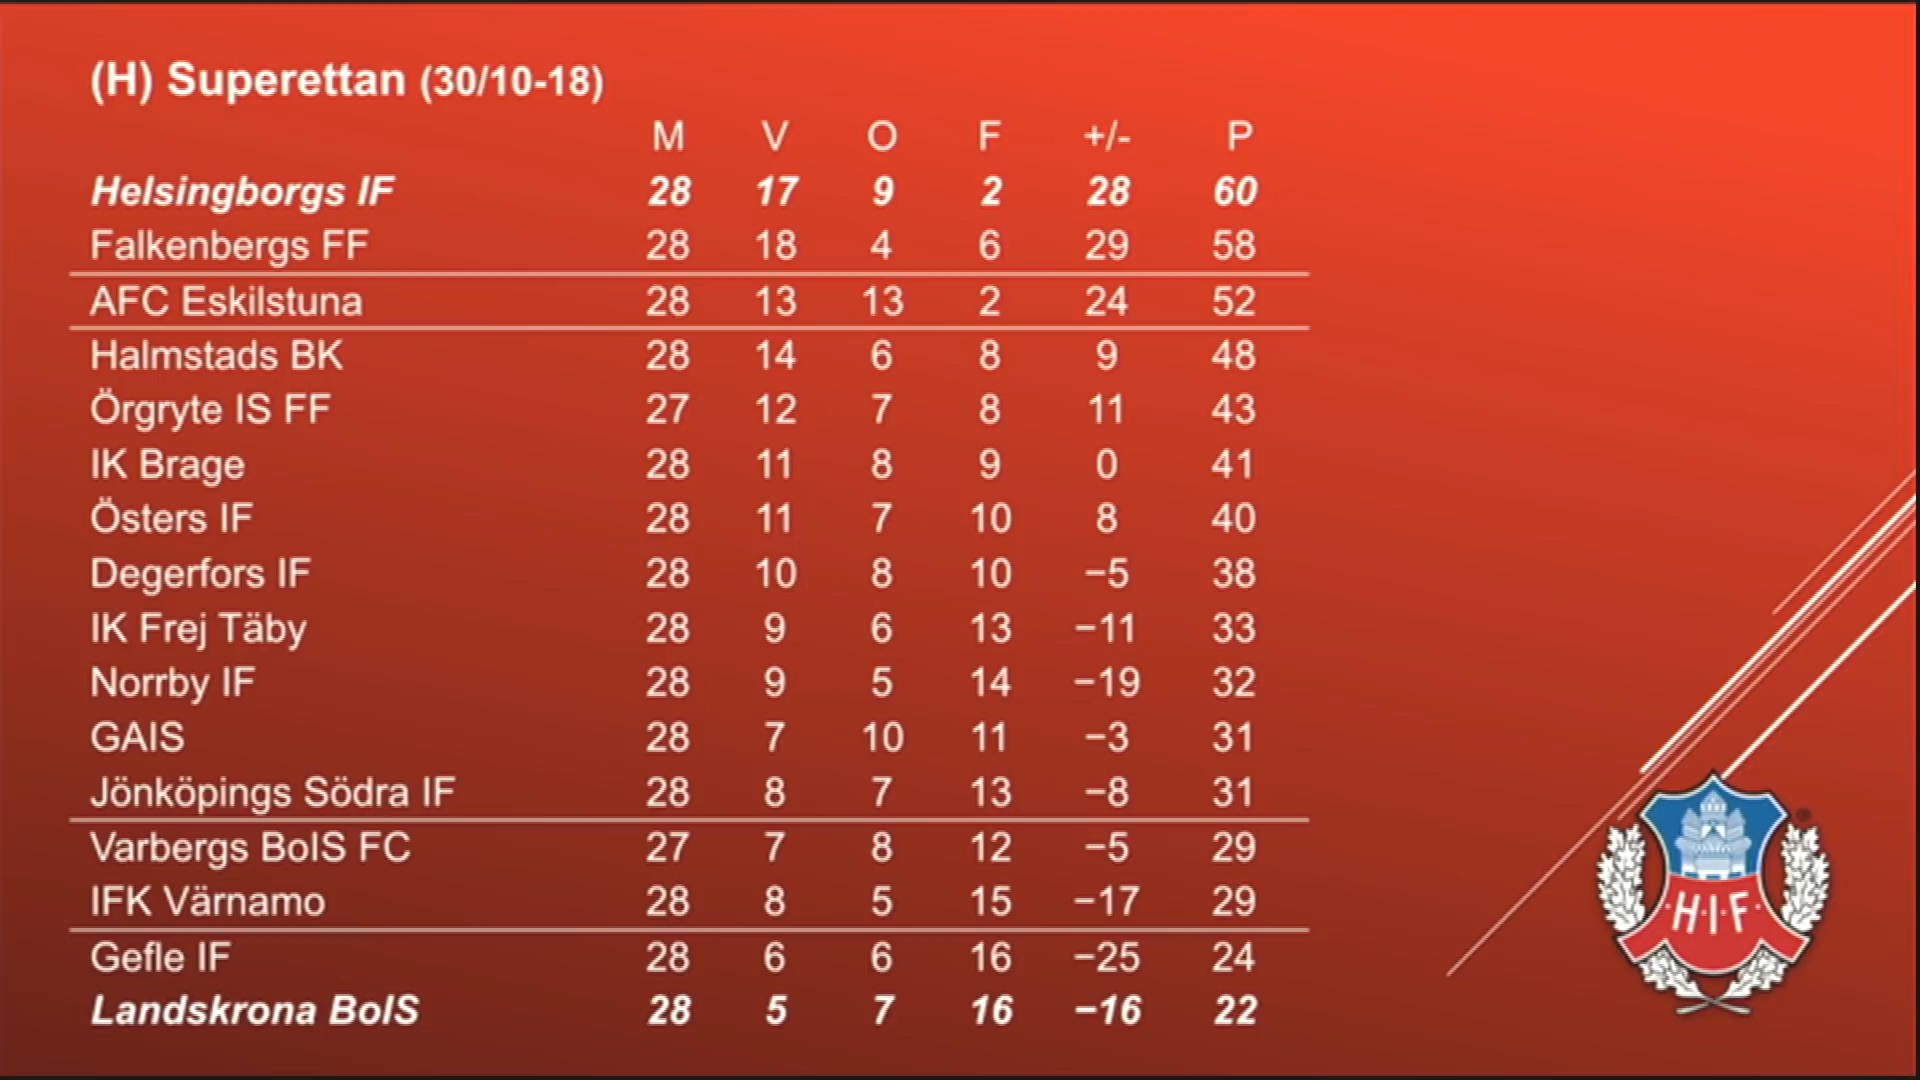 (H) Superettan (30/10-18)
M V O F +/- P
Helsingborgs IF 28 17 9 2 28 60
Falkenbergs FF 28 18 4 6 29 58
AFC Eskilstuna 28 13 13 2 24 52
Halmstads BK 28 14 6 8 9 48
Örgryte IS FF 27 12 7 8 11 43
IK Brage 28 11 8 9 0 41
Östers IF 28 11 7 10 8 40
Degerfors IF 28 10 8 10 −5 38
IK Frej Täby 28 9 6 13 −11 33
Norrby IF 28 9 5 14 −19 32
GAIS 28 7 10 11 −3 31
Jönköpings Södra IF 28 8 7 13 −8 31
Varbergs BoIS FC 27 7 8 12 −5 29
IFK Värnamo 28 8 5 15 −17 29
Gefle IF 28 6 6 16 −25 24
Landskrona BoIS 28 5 7 16 −16 22
·H·I·F·